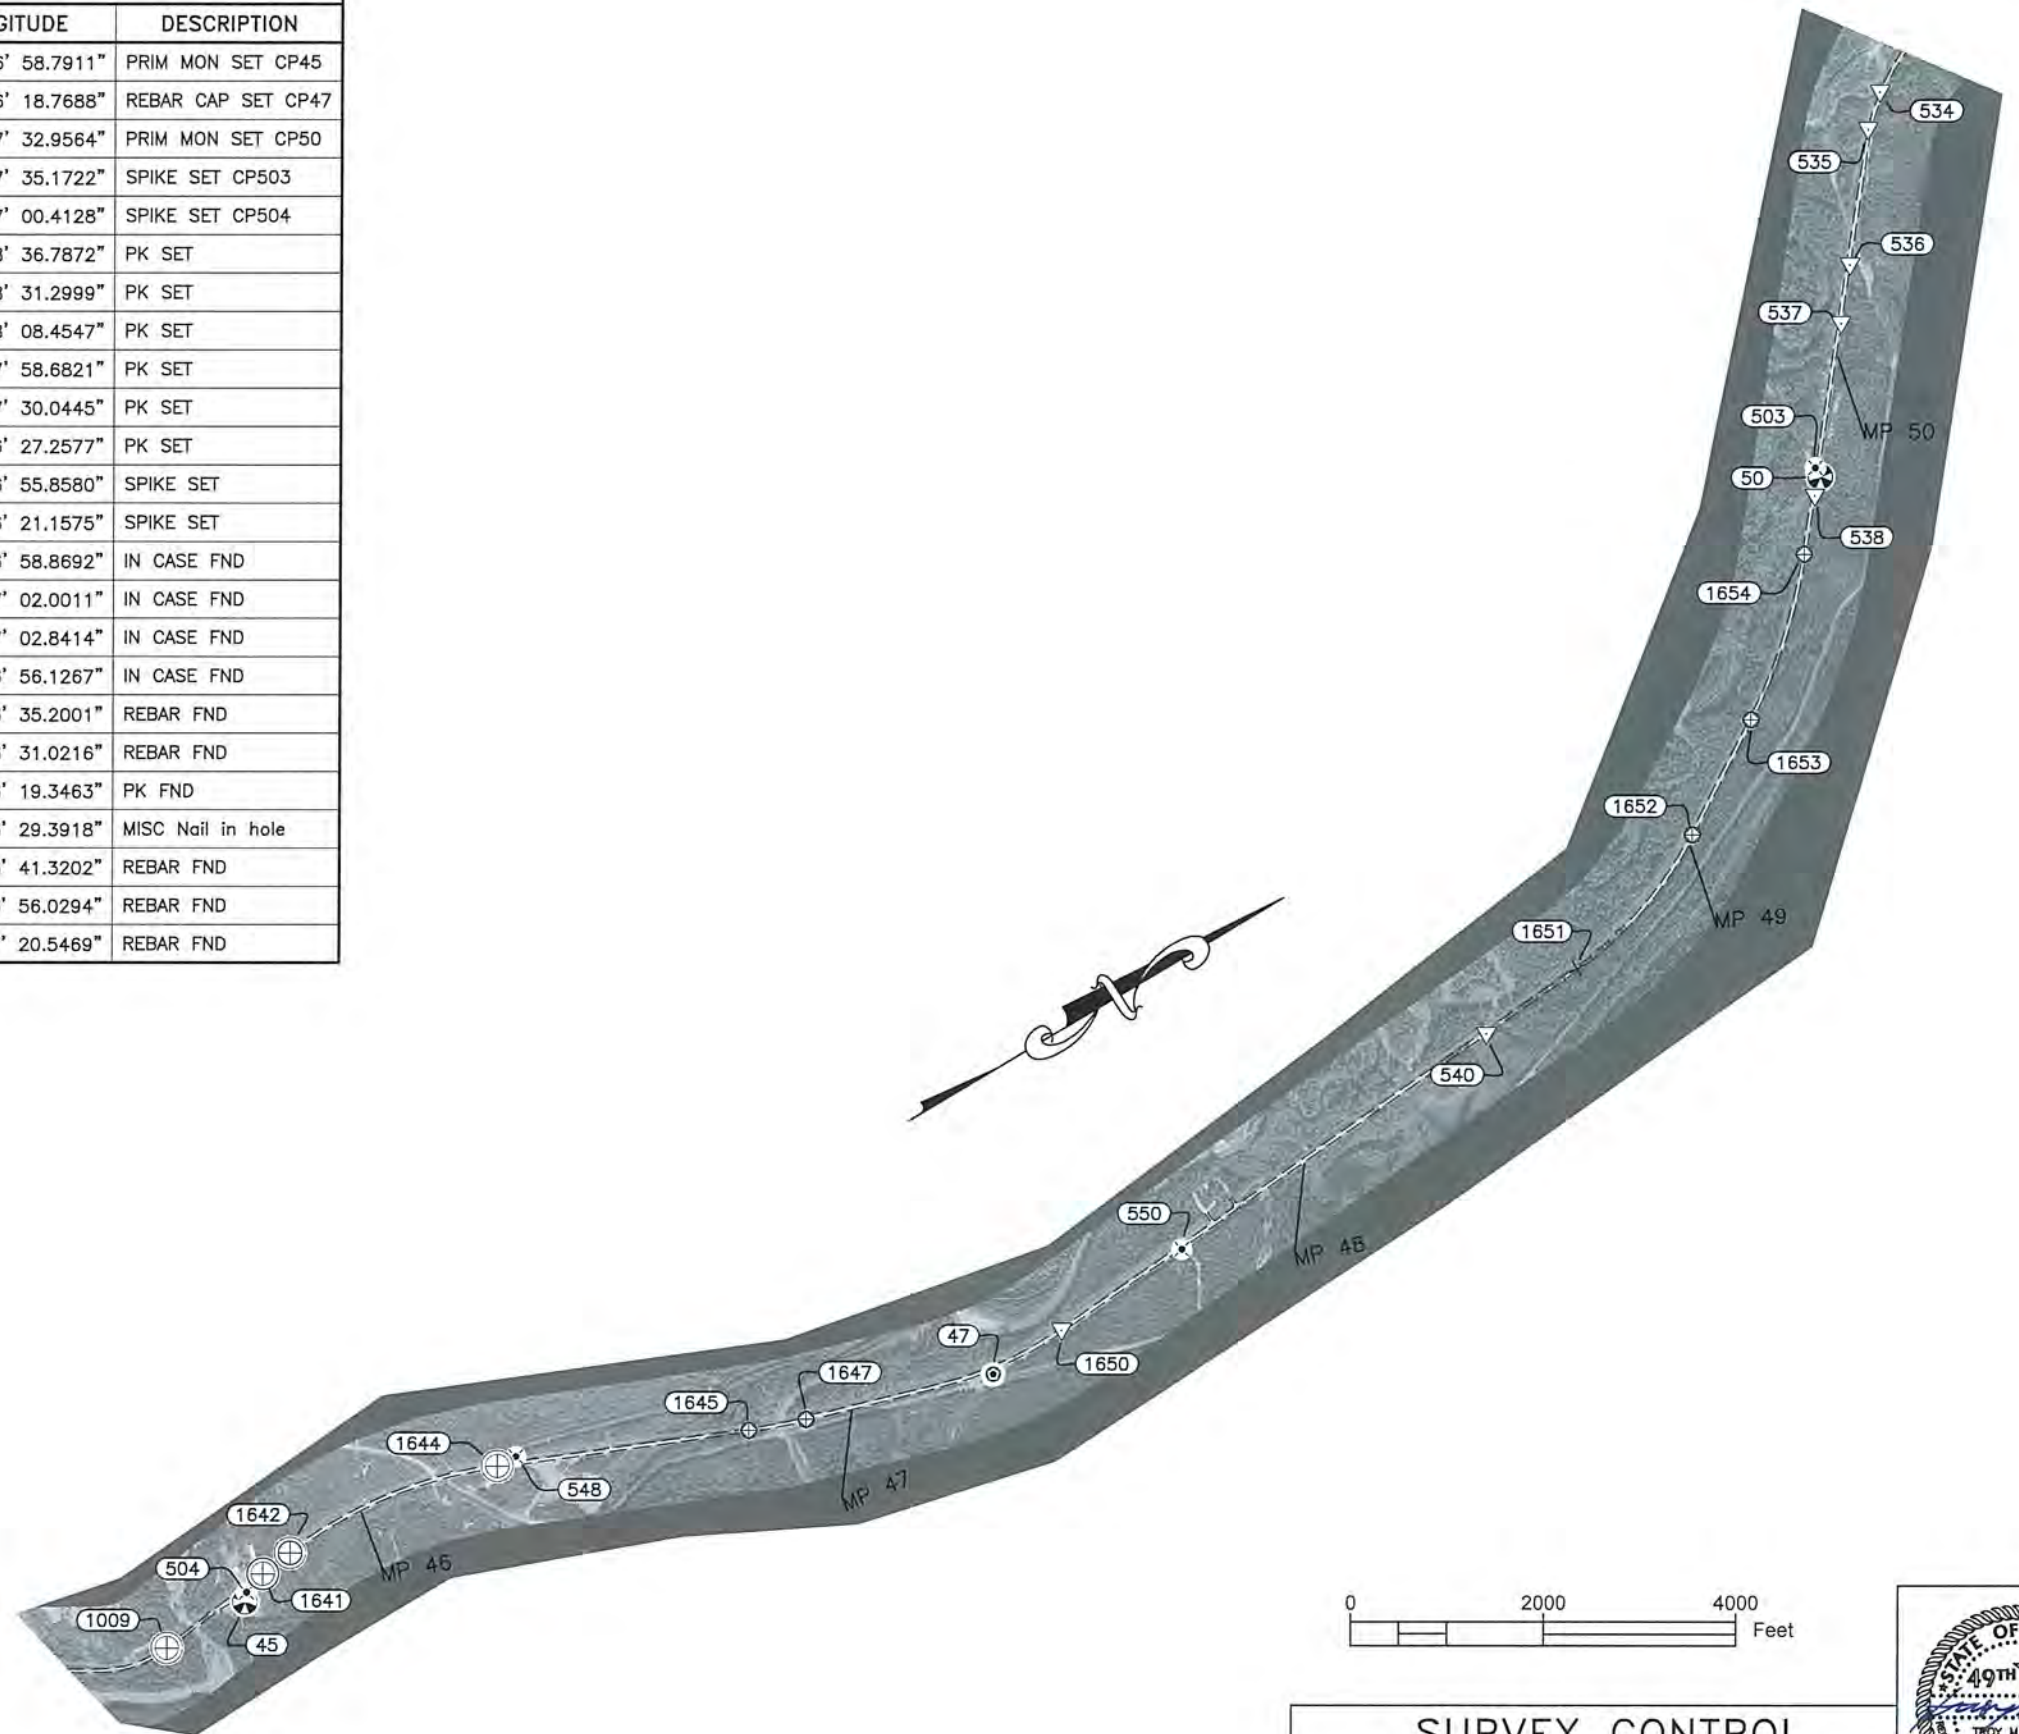 GITUDE DESCRIPTION
' 58.7911" PRIM MON SET CP45
' 18.7688" REBAR CAP SET CP47
' 32.9564" PRIM MON SET CP50
' 35.1722" SPIKE SET CP503
' 00.4128" SPIKE SET CP504
' 36.7872" PK SET
' 31.2999" PK SET
' 08.4547" PK SET
' 58.6821" PK SET
' 30.0445" PK SET
' 27.2577" PK SET
' 55.8580" SPIKE SET
' 21.1575" SPIKE SET
' 58.8692" IN CASE FND
' 02.0011" IN CASE FND
' 02.8414" IN CASE FND
' 56.1267" IN CASE FND
' 35.2001" REBAR FND
' 31.0216" REBAR FND
' 19.3463" PK FND
' 29.3918" MISC Nail in hole
' 41.3202" REBAR FND
' 56.0294" REBAR FND
' 20.5469" REBAR FND
534
535
536
537
503
MP 50
50
538
1654
1653
1652
MP 49
1651
N
540
550
MP 48
47
1650
1647
1645
MP 47
1644
548
1642
MP 46
504
1641
1009
45
0 2000 4000
Feet
SURVEY CONTROL
STATE OF
49TH